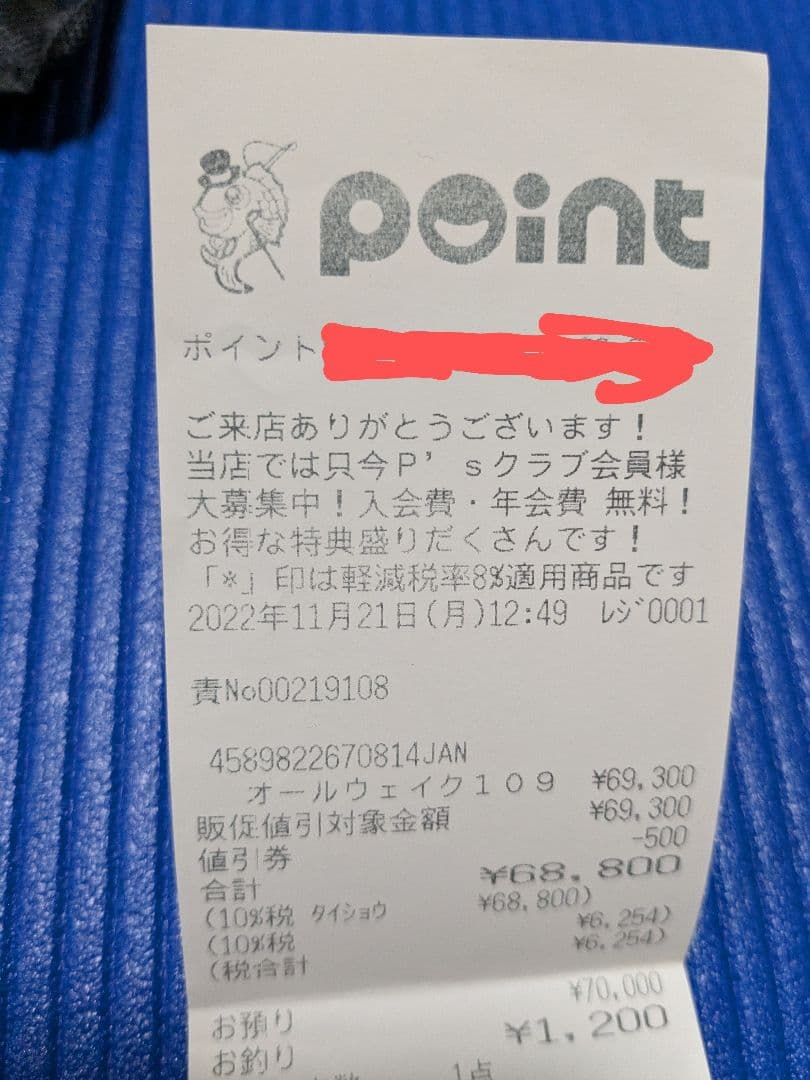 point
ポイント
ご来店ありがとうございます！
当店では只今Ｐ’ｓクラブ会員様
大募集中！入会費・年会費 無料！
お得な特典盛りだくさんです！
「*」印は軽減税率8%適用商品です
2022年11月21日(月)12:49 ﾚｼﾞ0001
責No00219108
4589822670814JAN
オールウェイク１０９ ¥69,300
販促値引対象金額 ¥69,300
値引券 -500
合計 ¥68,800
(10%税 ﾀｲｼｮｳ ¥68,800)
(10%税 ¥6,254)
(税合計 ¥6,254)
お預り ¥70,000
お釣り ¥1,200
1点